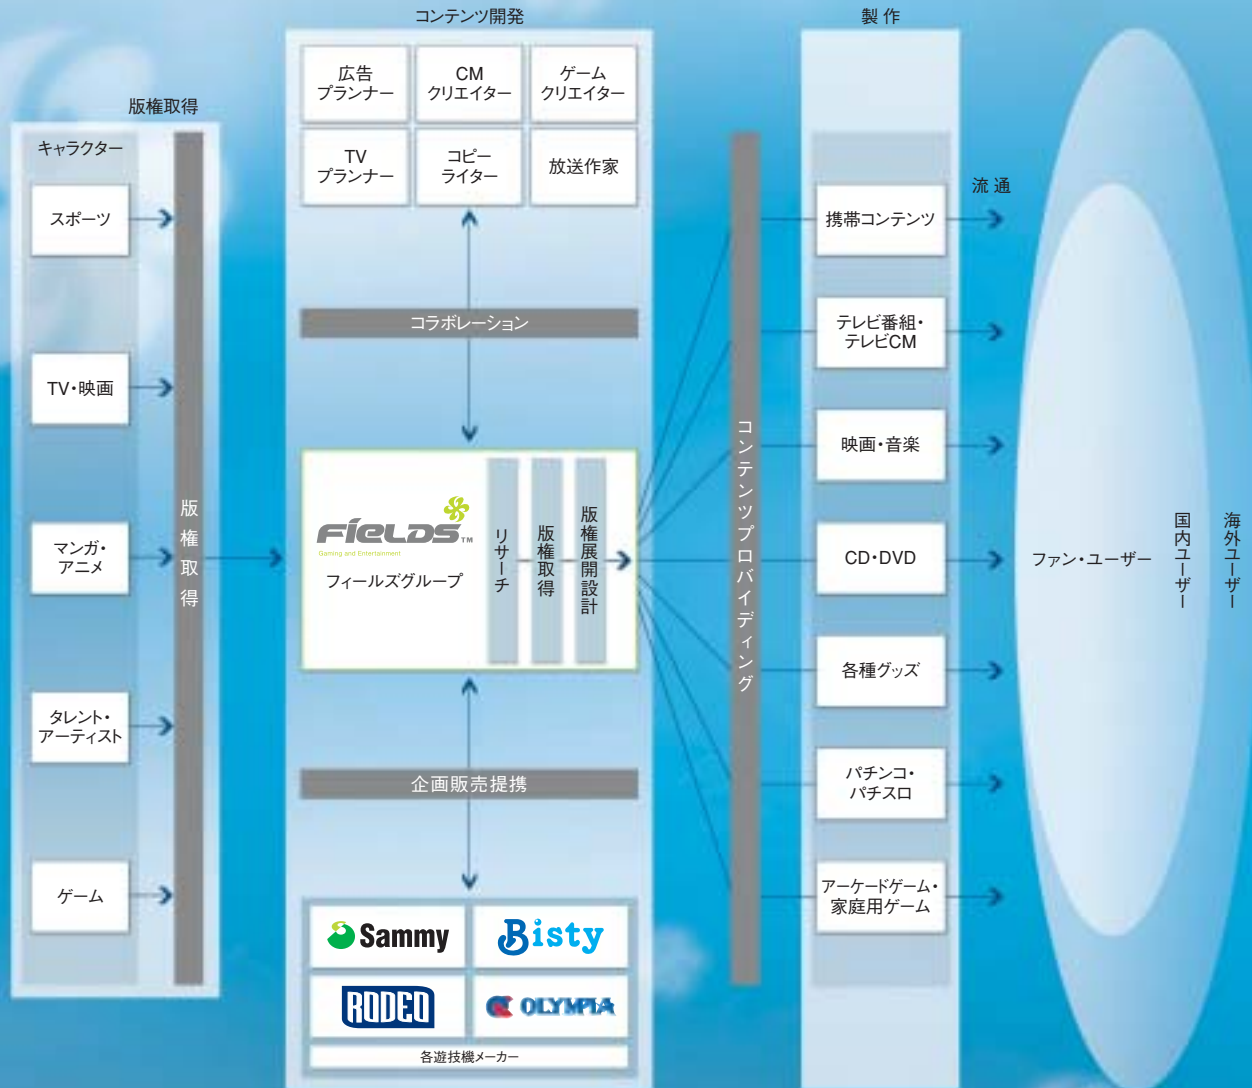 版権取得
キャラクター
スポーツ
TV・映画
マンガ・
アニメ
タレント・
アーティスト
ゲーム
版権取得
コンテンツ開発
広告
プランナー
CM
クリエイター
ゲーム
クリエイター
TV
プランナー
コピー
ライター
放送作家
コラボレーション
FIELDS TM
Gaming and Entertainment
フィールズグループ
リサーチ
版権取得
版権展開設計
企画販売提携
Sammy
Bisty
RODEO
OLYMPIA
各遊技機メーカー
コンテンツプロバイディング
製作
携帯コンテンツ
テレビ番組・
テレビCM
映画・音楽
CD・DVD
各種グッズ
パチンコ・
パチスロ
アーケードゲーム・
家庭用ゲーム
流通
ファン・ユーザー
国内ユーザー
海外ユーザー